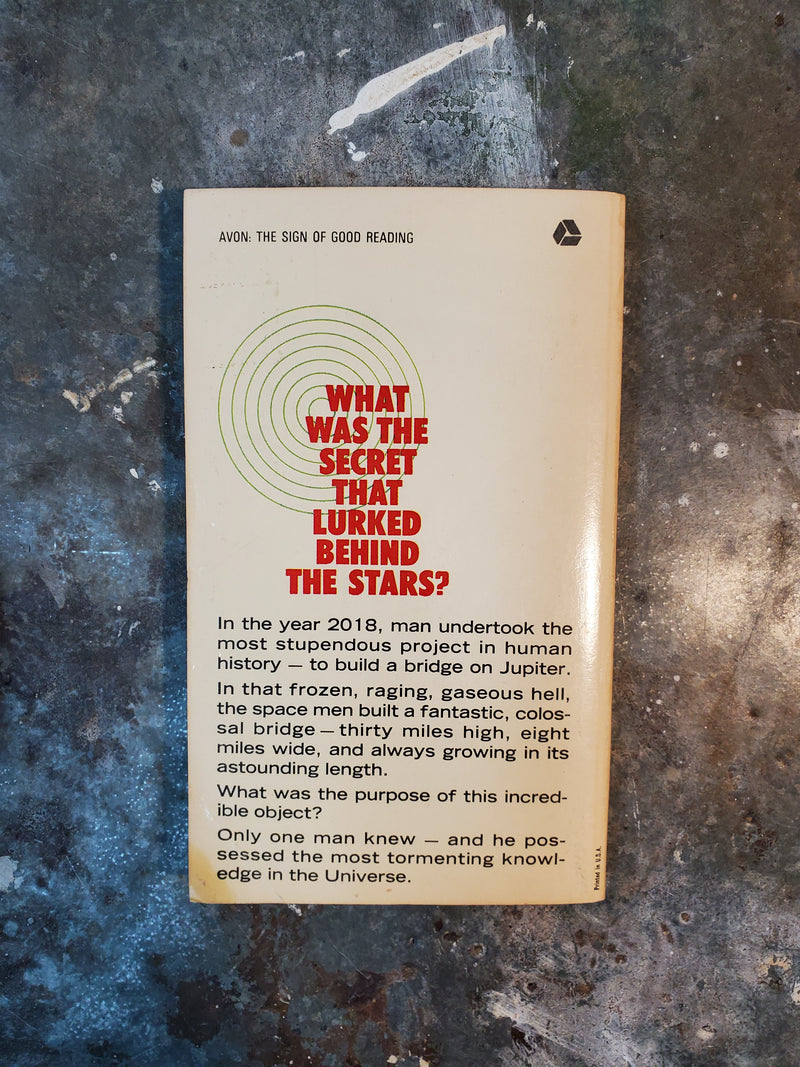 AVON: THE SIGN OF GOOD READING
WHAT
WAS THE
SECRET
THAT
LURKED
BEHIND
THE STARS?
In the year 2018, man undertook the
most stupendous project in human
history — to build a bridge on Jupiter.
In that frozen, raging, gaseous hell,
the space men built a fantastic, colos-
sal bridge — thirty miles high, eight
miles wide, and always growing in its
astounding length.
What was the purpose of this incred-
ible object?
Only one man knew — and he pos-
sessed the most tormenting knowl-
edge in the Universe.
Printed in U.S.A.